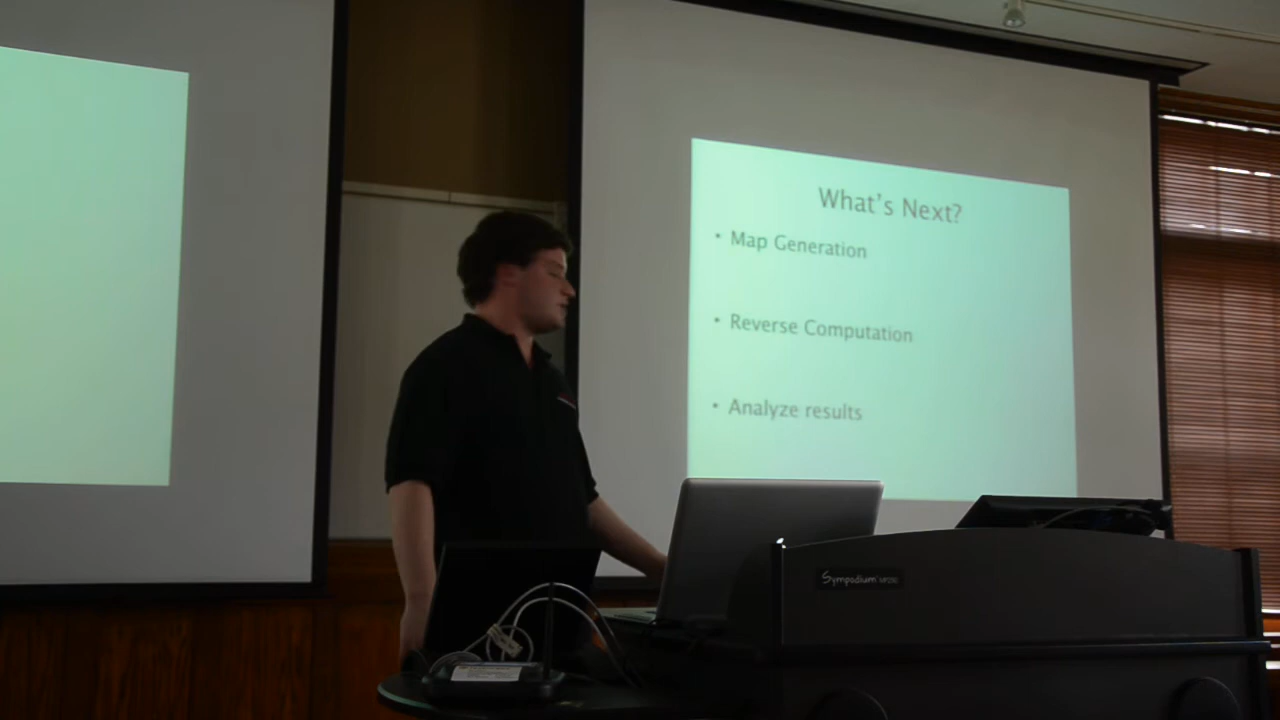 What's Next?
• Map Generation
• Reverse Computation
• Analyze results
Sympodium